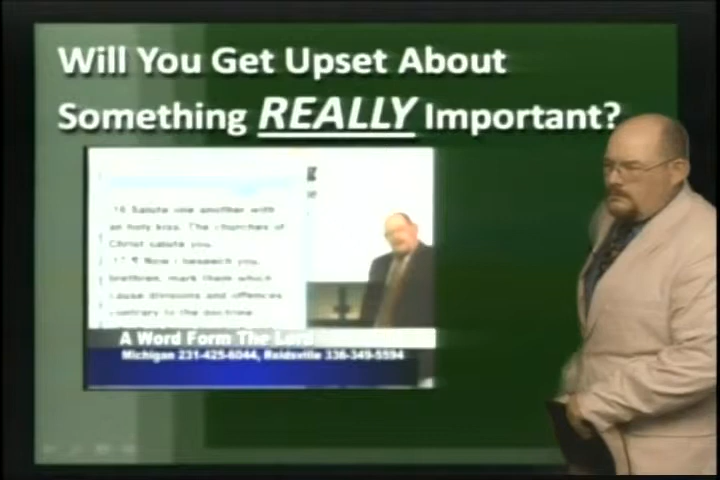 Will You Get Upset About
Something REALLY Important?
16 Salute one another with
an holy kiss. The churches of
Christ salute you.
17 ¶ Now I beseech you,
brethren, mark them which
cause divisions and offences
contrary to the doctrine
A Word Form The Lord
Michigan 231-425-6044, Reidsville 336-349-5594